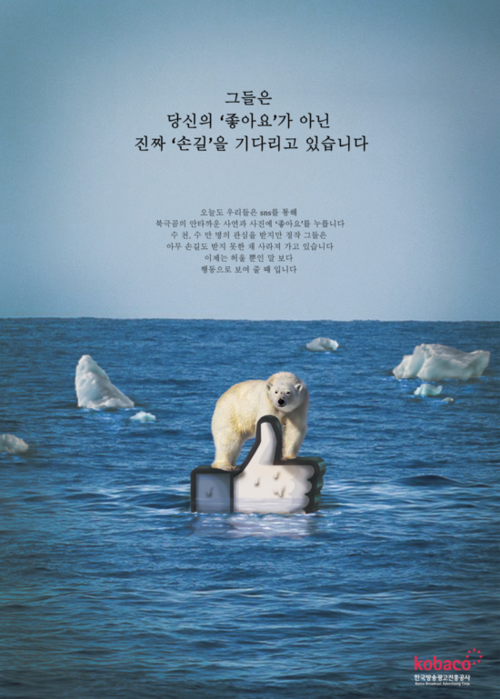 그들은
당신의 ‘좋아요’가 아닌
진짜 ‘손길’을 기다리고 있습니다
오늘도 우리들은 sns를 통해
북극곰의 안타까운 사연과 사진에 ‘좋아요’를 누릅니다
수 천, 수 만 명의 관심을 받지만 정작 그들은
아무 손길도 받지 못한 채 사라져 가고 있습니다
이제는 허울 뿐인 말 보다
행동으로 보여 줄 때 입니다
kobaco
한국방송광고진흥공사
Korea Broadcast Advertising Corp.